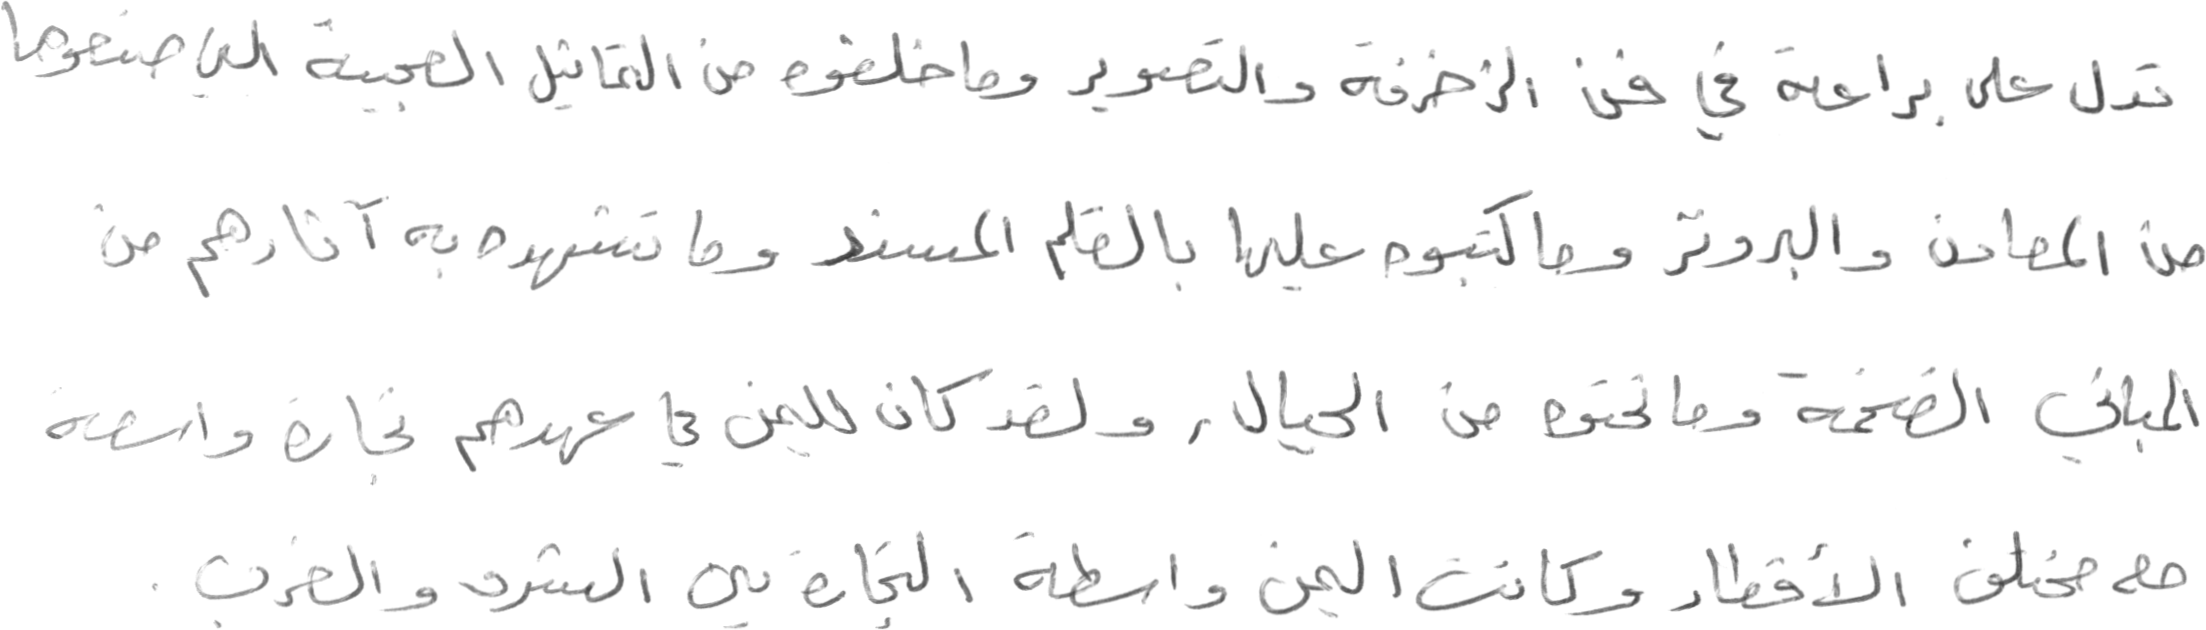 تدل على براعة في فن الزخرفة والتصوير وما خلفوه من التماثيل العجيبة التي صنعوها
من المعادن والبرونز وما كتبوه عليها بالقلم المسند وما تشهد به آثارهم من
المباني الضخمة وما نحتوه من الجبال، ولقد كان لليمن في عهدهم تجارة واسعة
مع مختلف الأقطار وكانت اليمن واسطة التجارة بين الشرق والغرب.